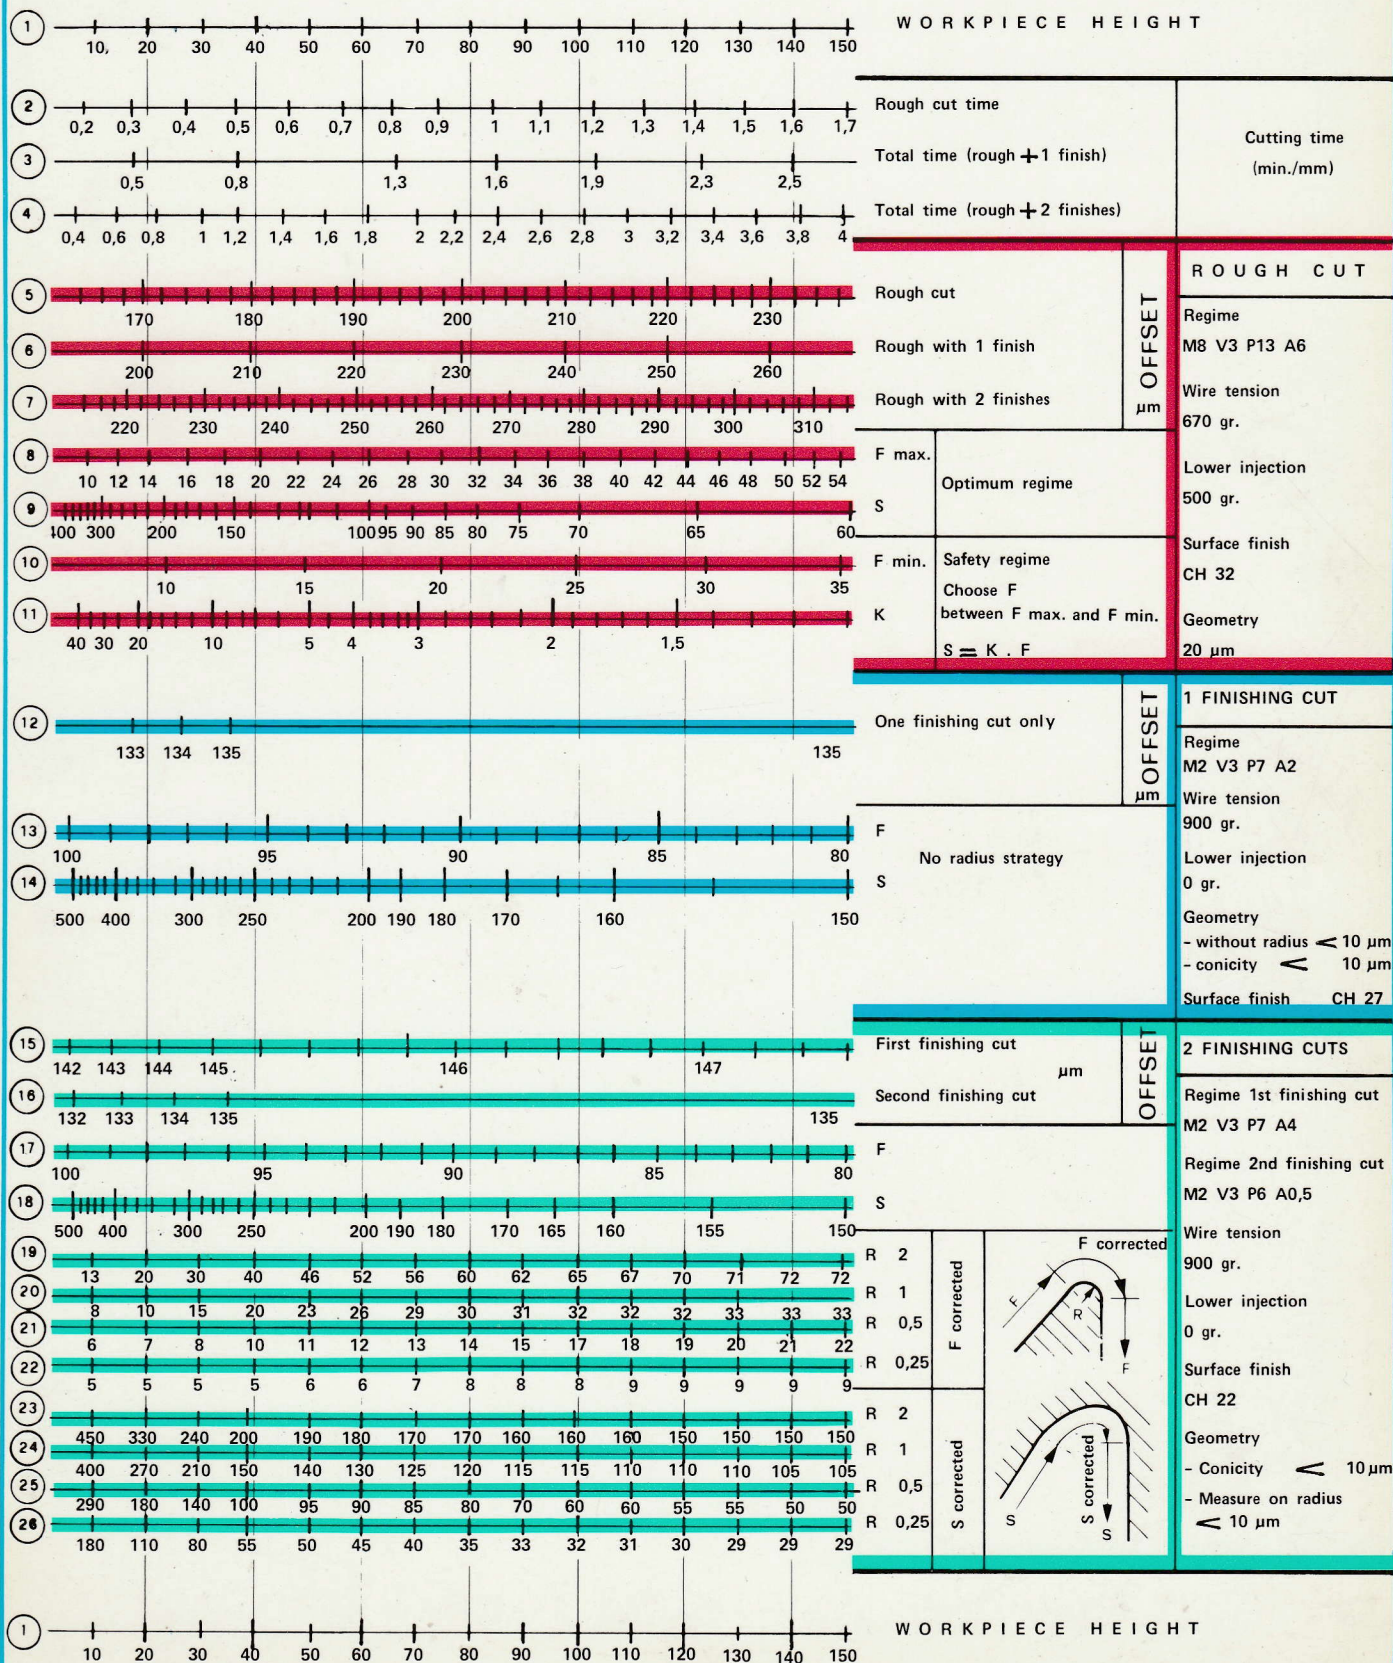 1 WORKPIECE HEIGHT
10, 20 30 40 50 60 70 80 90 100 110 120 130 140 150
2 Rough cut time
0,2 0,3 0,4 0,5 0,6 0,7 0,8 0,9 1 1,1 1,2 1,3 1,4 1,5 1,6 1,7
Cutting time
(min./mm)
3 Total time (rough + 1 finish)
0,5 0,8 1,3 1,6 1,9 2,3 2,5
4 Total time (rough + 2 finishes)
0,4 0,6 0,8 1 1,2 1,4 1,6 1,8 2 2,2 2,4 2,6 2,8 3 3,2 3,4 3,6 3,8 4
5 Rough cut
170 180 190 200 210 220 230
6 Rough with 1 finish
200 210 220 230 240 250 260
7 Rough with 2 finishes
220 230 240 250 260 270 280 290 300 310
µm OFFSET
8 F max.
10 12 14 16 18 20 22 24 26 28 30 32 34 36 38 40 42 44 46 48 50 52 54
Optimum regime
9 S
400 300 200 150 100 95 90 85 80 75 70 65 60
10 F min. Safety regime
10 15 20 25 30 35
Choose F
between F max. and F min.
11 K
40 30 20 10 5 4 3 2 1,5
S = K . F
ROUGH CUT
Regime
M8 V3 P13 A6
Wire tension
670 gr.
Lower injection
500 gr.
Surface finish
CH 32
Geometry
20 µm
12 One finishing cut only
133 134 135 135
µm OFFSET
13 F
100 95 90 85 80
No radius strategy
14 S
500 400 300 250 200 190 180 170 160 150
1 FINISHING CUT
Regime
M2 V3 P7 A2
Wire tension
900 gr.
Lower injection
0 gr.
Geometry
- without radius < 10 µm
- conicity < 10 µm
Surface finish CH 27
15 First finishing cut
142 143 144 145 146 147
µm
OFFSET
16 Second finishing cut
132 133 134 135 135
17 F
100 95 90 85 80
18 S
500 400 300 250 200 190 180 170 165 160 155 150
19 R 2
13 20 30 40 46 52 56 60 62 65 67 70 71 72 72
20 R 1
8 10 15 20 23 26 29 30 31 32 32 32 33 33 33
21 R 0,5
6 7 8 10 11 12 13 14 15 17 18 19 20 21 22
22 R 0,25
5 5 5 5 6 6 7 8 8 8 9 9 9 9 9
F corrected
23 R 2
450 330 240 200 190 180 170 170 160 160 160 150 150 150 150
24 R 1
400 270 210 150 140 130 125 120 115 115 110 110 110 105 105
25 R 0,5
290 180 140 100 95 90 85 80 70 60 60 55 55 50 50
26 R 0,25
180 110 80 55 50 45 40 35 33 32 31 30 29 29 29
S corrected
F corrected
F
R
F
S
S corrected
S
2 FINISHING CUTS
Regime 1st finishing cut
M2 V3 P7 A4
Regime 2nd finishing cut
M2 V3 P6 A0,5
Wire tension
900 gr.
Lower injection
0 gr.
Surface finish
CH 22
Geometry
- Conicity < 10 µm
- Measure on radius
< 10 µm
1 WORKPIECE HEIGHT
10 20 30 40 50 60 70 80 90 100 110 120 130 140 150